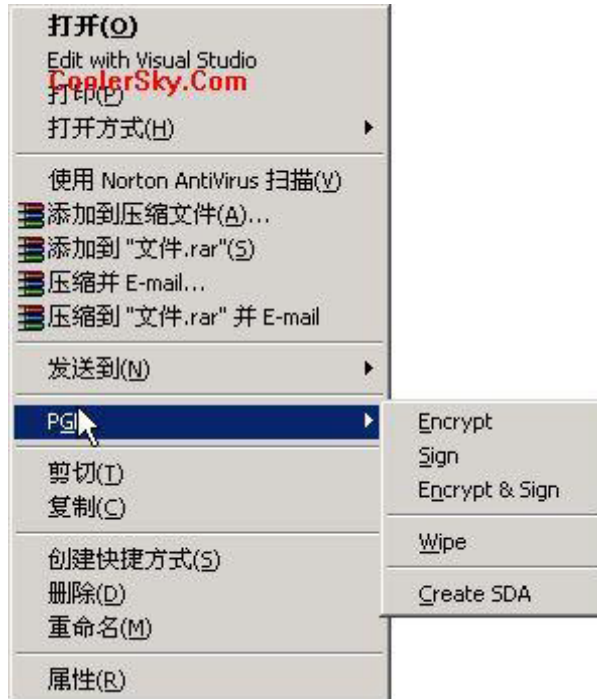 打开(O)
Edit with Visual Studio
CoolerSky.Com
打印(P)
打开方式(H)
使用 Norton AntiVirus 扫描(V)
添加到压缩文件(A)...
添加到 "文件.rar"(S)
压缩并 E-mail...
压缩到 "文件.rar" 并 E-mail
发送到(N)
PGP
剪切(T)
复制(C)
创建快捷方式(S)
删除(D)
重命名(M)
属性(R)
Encrypt
Sign
Encrypt & Sign
Wipe
Create SDA